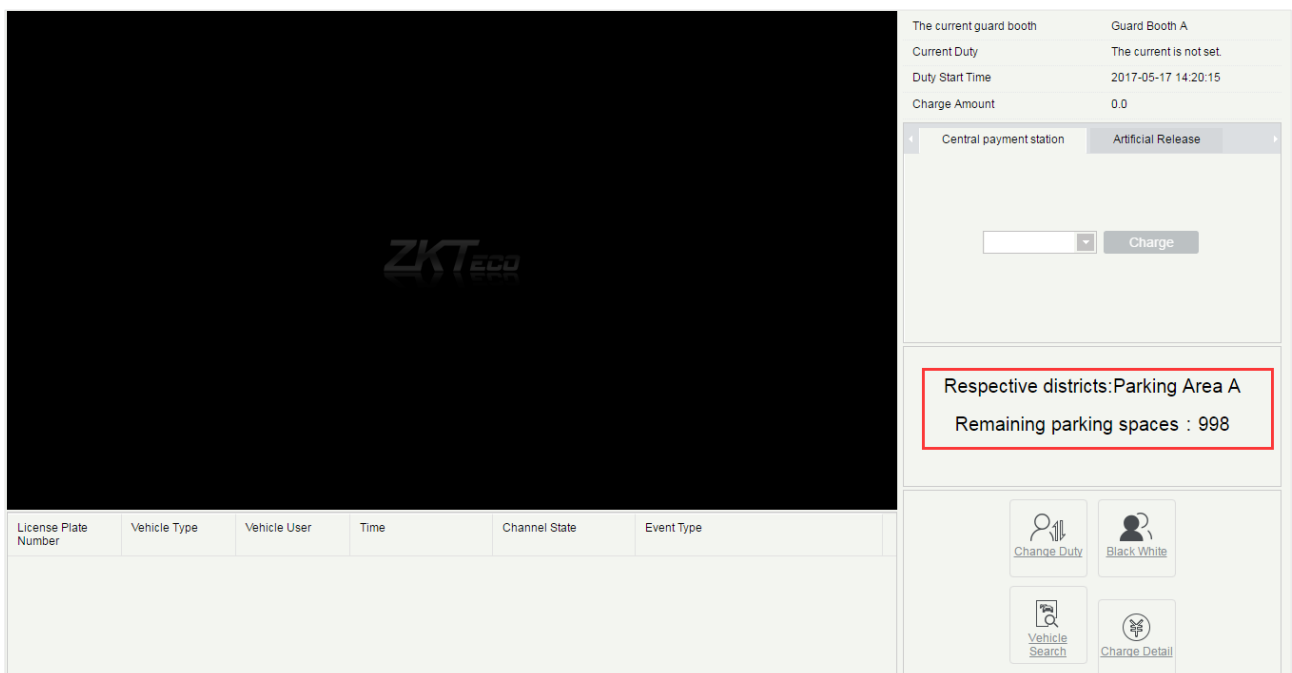 The current guard booth Guard Booth A
Current Duty The current is not set.
Duty Start Time 2017-05-17 14:20:15
Charge Amount 0.0
Central payment station Artificial Release
Charge
ZKTeco
Respective districts:Parking Area A
Remaining parking spaces : 998
License Plate Number Vehicle Type Vehicle User Time Channel State Event Type
Change Duty Black White
Vehicle Search Charge Detail